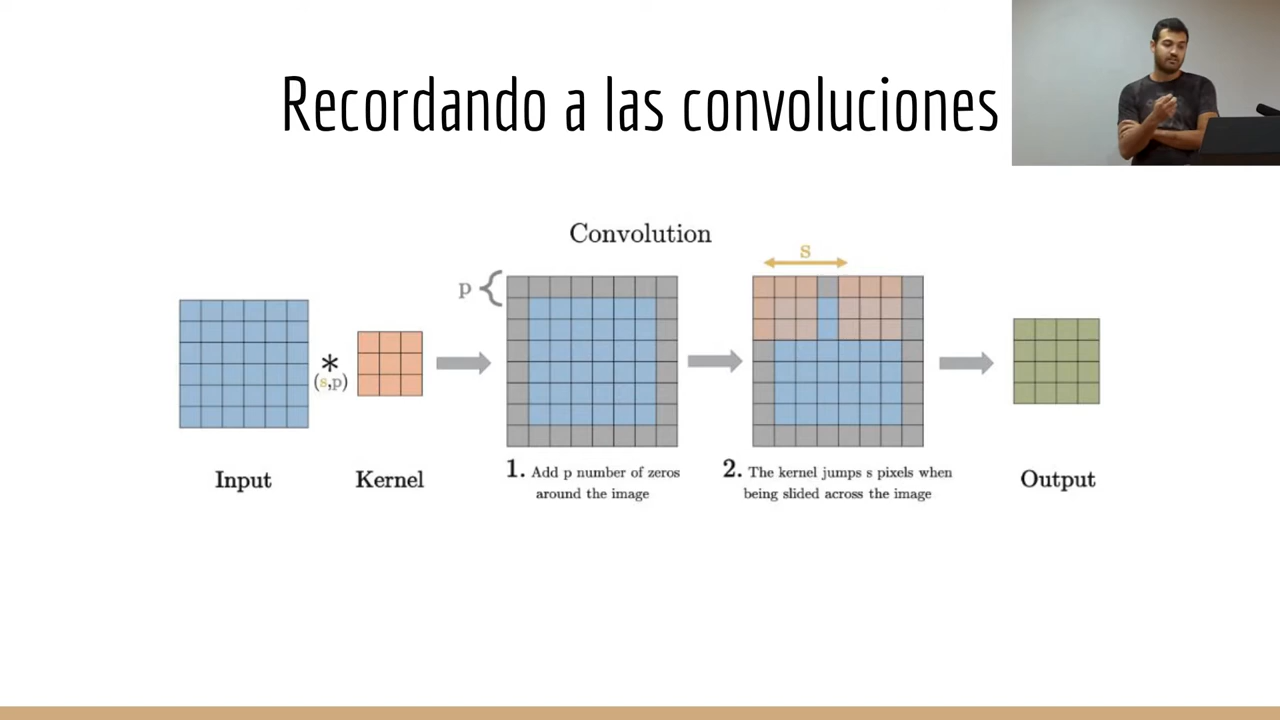 Recordando a las convoluciones
Convolution
s
p
*
(s,p)
Input
Kernel
1. Add p number of zeros
around the image
2. The kernel jumps s pixels when
being slided across the image
Output